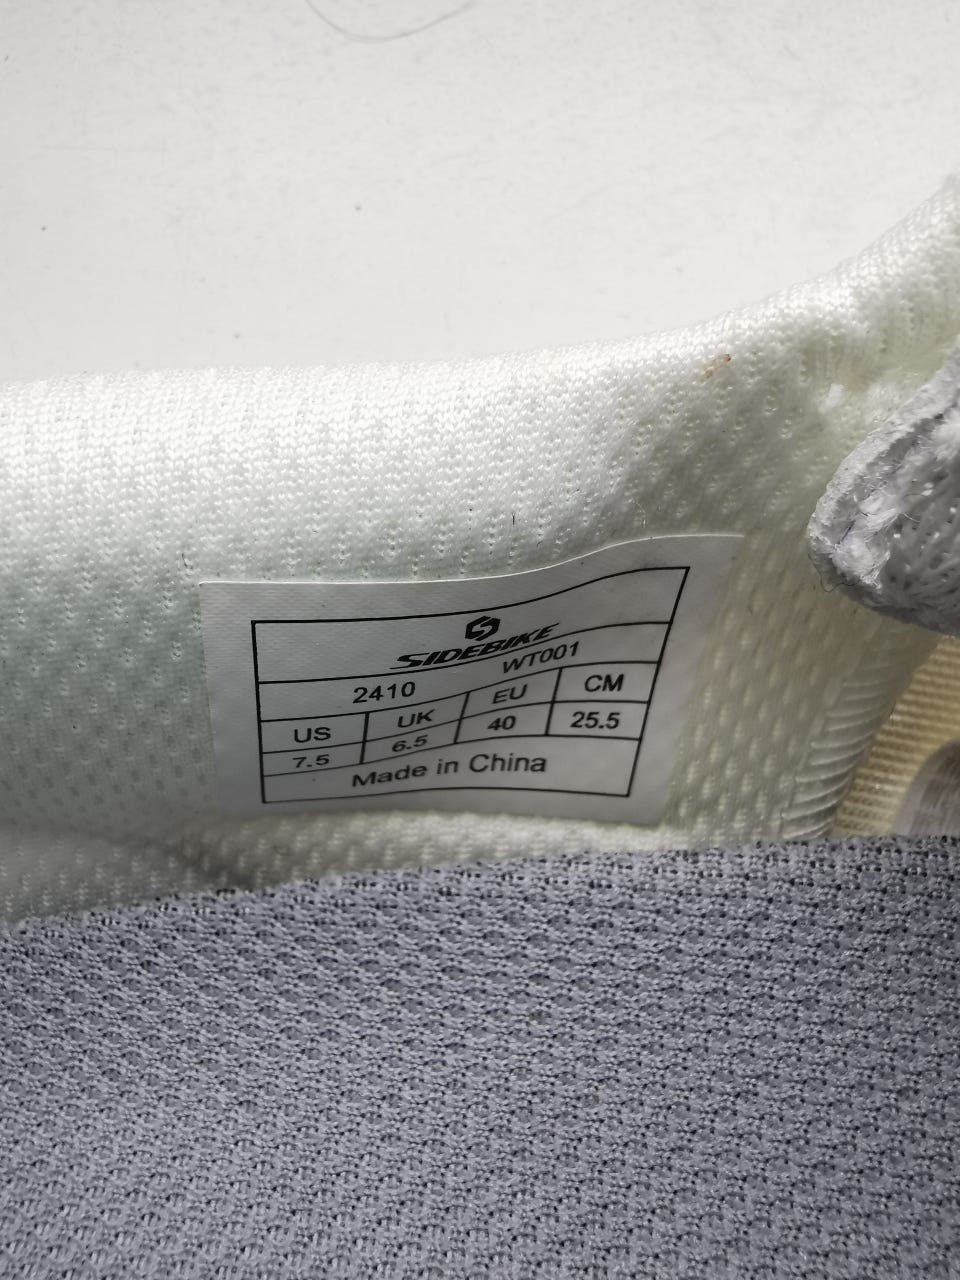 SIDEBIKE
2410 WT001
US UK EU CM
7.5 6.5 40 25.5
Made in China